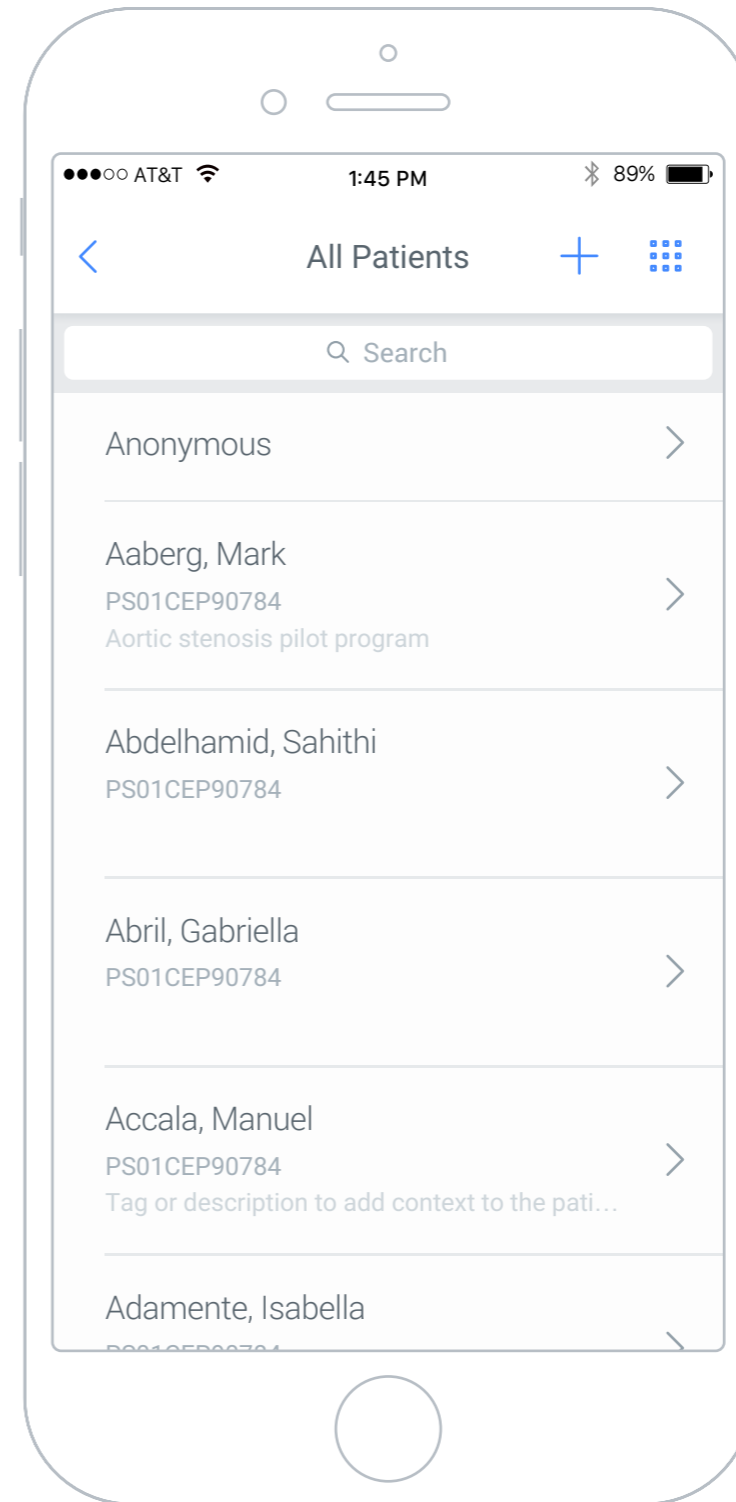 AT&T
1:45 PM
89%
All Patients
Search
Anonymous
Aaberg, Mark
PS01CEP90784
Aortic stenosis pilot program
Abdelhamid, Sahithi
PS01CEP90784
Abril, Gabriella
PS01CEP90784
Accala, Manuel
PS01CEP90784
Tag or description to add context to the pati...
Adamente, Isabella